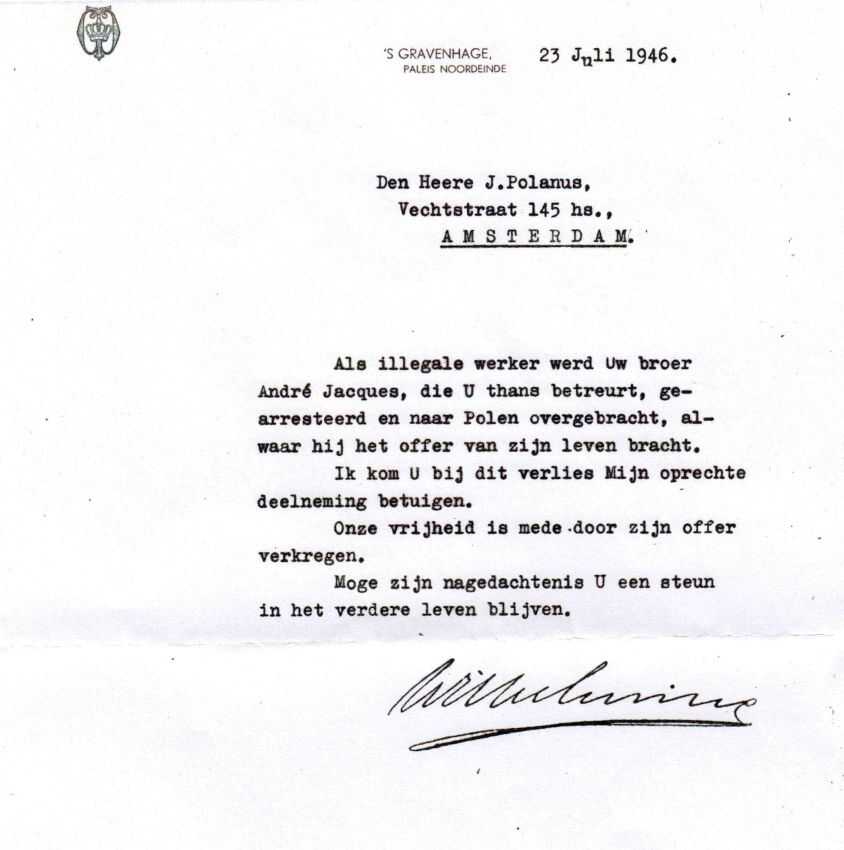 'S GRAVENHAGE,
PALEIS NOORDEINDE
23 Juli 1946.
Den Heere J.Polanus,
Vechtstraat 145 hs.,
AMSTERDAM.
Als illegale werker werd Uw broer
André Jacques, die U thans betreurt, ge-
arresteerd en naar Polen overgebracht, al-
waar hij het offer van zijn leven bracht.
Ik kom U bij dit verlies Mijn oprechte
deelneming betuigen.
Onze vrijheid is mede door zijn offer
verkregen.
Moge zijn nagedachtenis U een steun
in het verdere leven blijven.
Wilhelmina